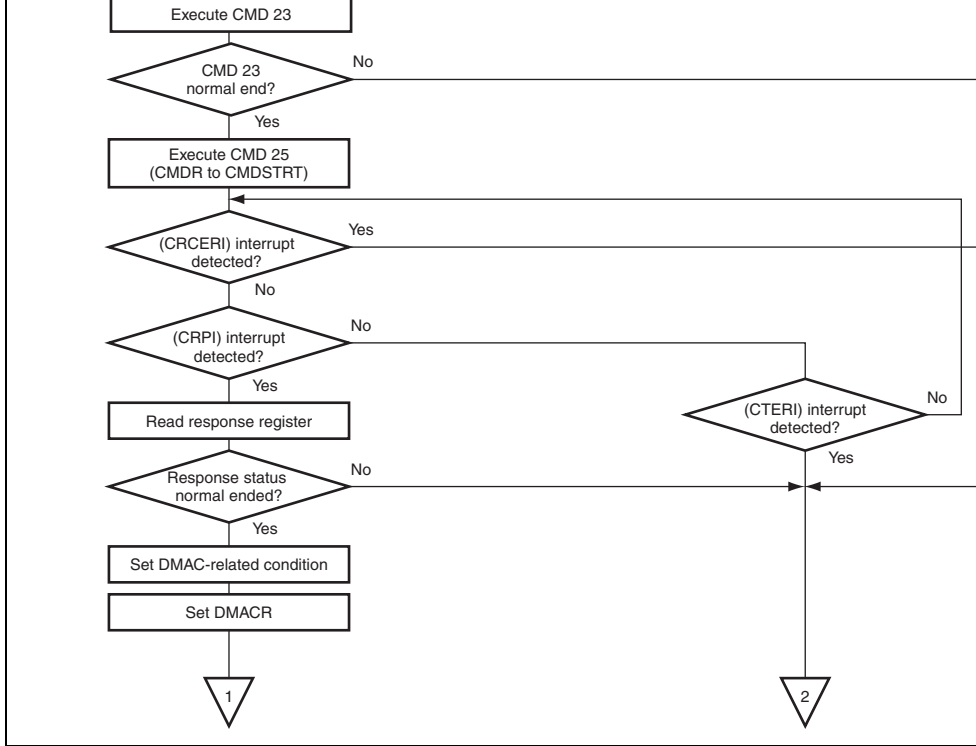 Execute CMD 23
CMD 23
normal end?
No
Yes
Execute CMD 25
(CMDR to CMDSTRT)
(CRCERI) interrupt
detected?
Yes
No
(CRPI) interrupt
detected?
No
Yes
(CTERI) interrupt
detected?
No
Yes
Read response register
Response status
normal ended?
No
Yes
Set DMAC-related condition
Set DMACR
1
2